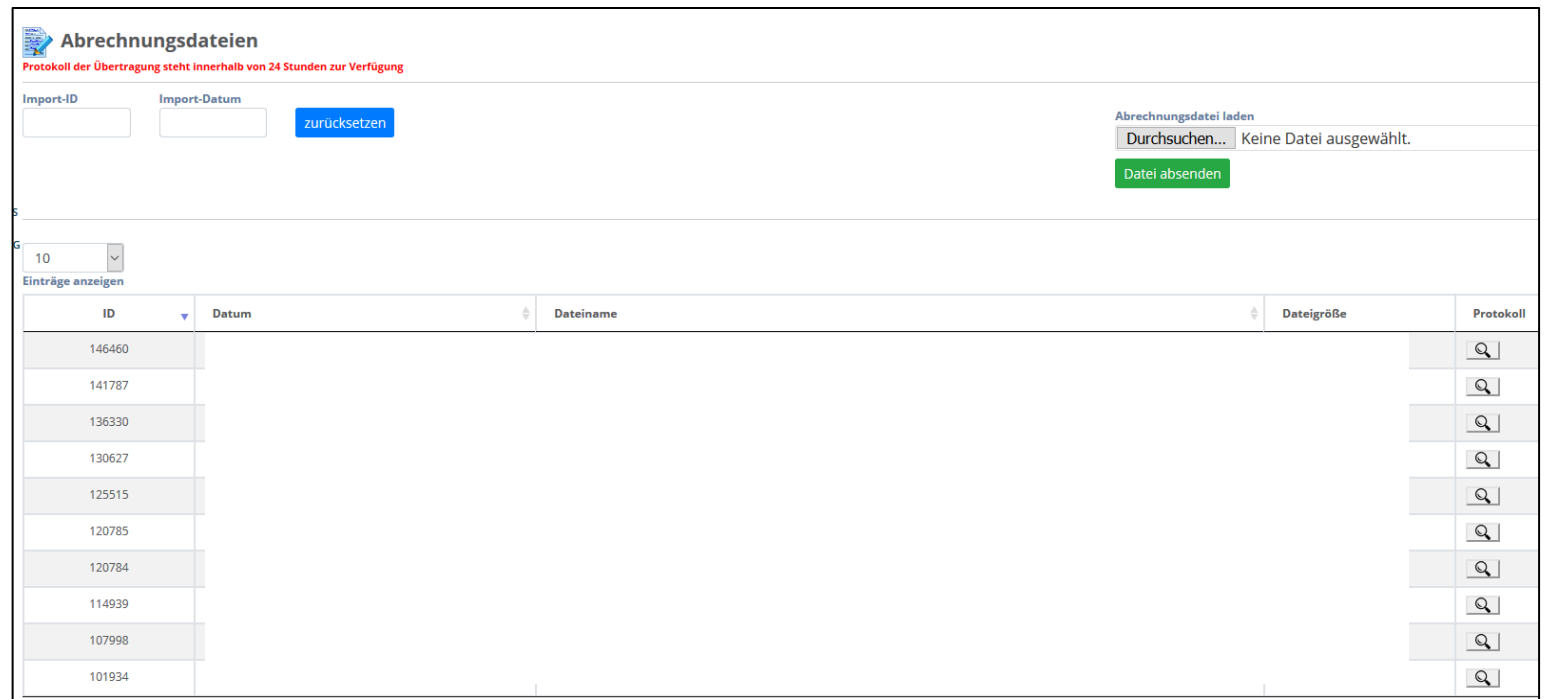 Abrechnungsdateien
Protokoll der Übertragung steht innerhalb von 24 Stunden zur Verfügung
Import-ID Import-Datum
zurücksetzen
Abrechnungsdatei laden
Durchsuchen... Keine Datei ausgewählt.
Datei absenden
S
G
10
Einträge anzeigen
ID Datum Dateiname Dateigröße Protokoll
146460
141787
136330
130627
125515
120785
120784
114939
107998
101934